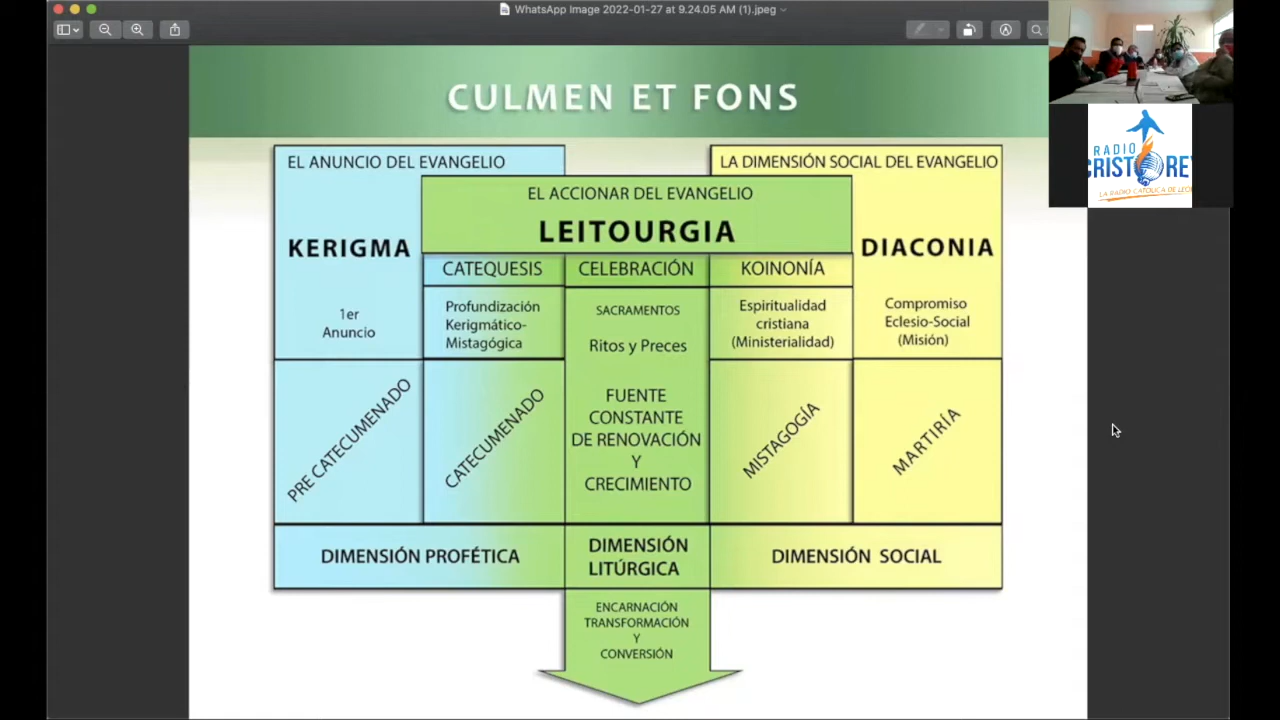 WhatsApp Image 2022-01-27 at 9.24.05 AM (1).jpeg
CULMEN ET FONS
EL ANUNCIO DEL EVANGELIO
LA DIMENSIÓN SOCIAL DEL EVANGELIO
EL ACCIONAR DEL EVANGELIO
LEITOURGIA
KERIGMA
DIACONIA
CATEQUESIS
CELEBRACIÓN
KOINONÍA
1er
Anuncio
Profundización
Kerigmático-
Mistagógica
SACRAMENTOS
Ritos y Preces
Espiritualidad
cristiana
(Ministerialidad)
Compromiso
Eclesio-Social
(Misión)
PRE CATECUMENADO
CATECUMENADO
FUENTE
CONSTANTE
DE RENOVACIÓN
Y
CRECIMIENTO
MISTAGOGÍA
MARTIRÍA
DIMENSIÓN PROFÉTICA
DIMENSIÓN
LITÚRGICA
DIMENSIÓN SOCIAL
ENCARNACIÓN
TRANSFORMACIÓN
Y
CONVERSIÓN
RADIO
CRISTO REY
LA RADIO CATÓLICA DE LEÓ